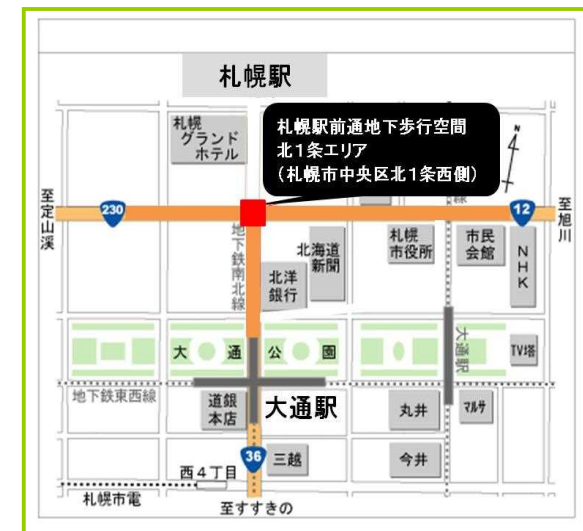 札幌駅
札幌
グランド
ホテル
札幌駅前通地下歩行空間
北1条エリア
(札幌市中央区北1条西側)
N
至定山渓
230
12
至旭川
地下鉄南北線
北海道
新聞
札幌
市役所
市民
会館
NHK
北洋
銀行
大通公園
大通駅
TV塔
地下鉄東西線
道銀
本店
大通駅
丸井
マルサ
36
三越
今井
西4丁目
札幌市電
至すすきの